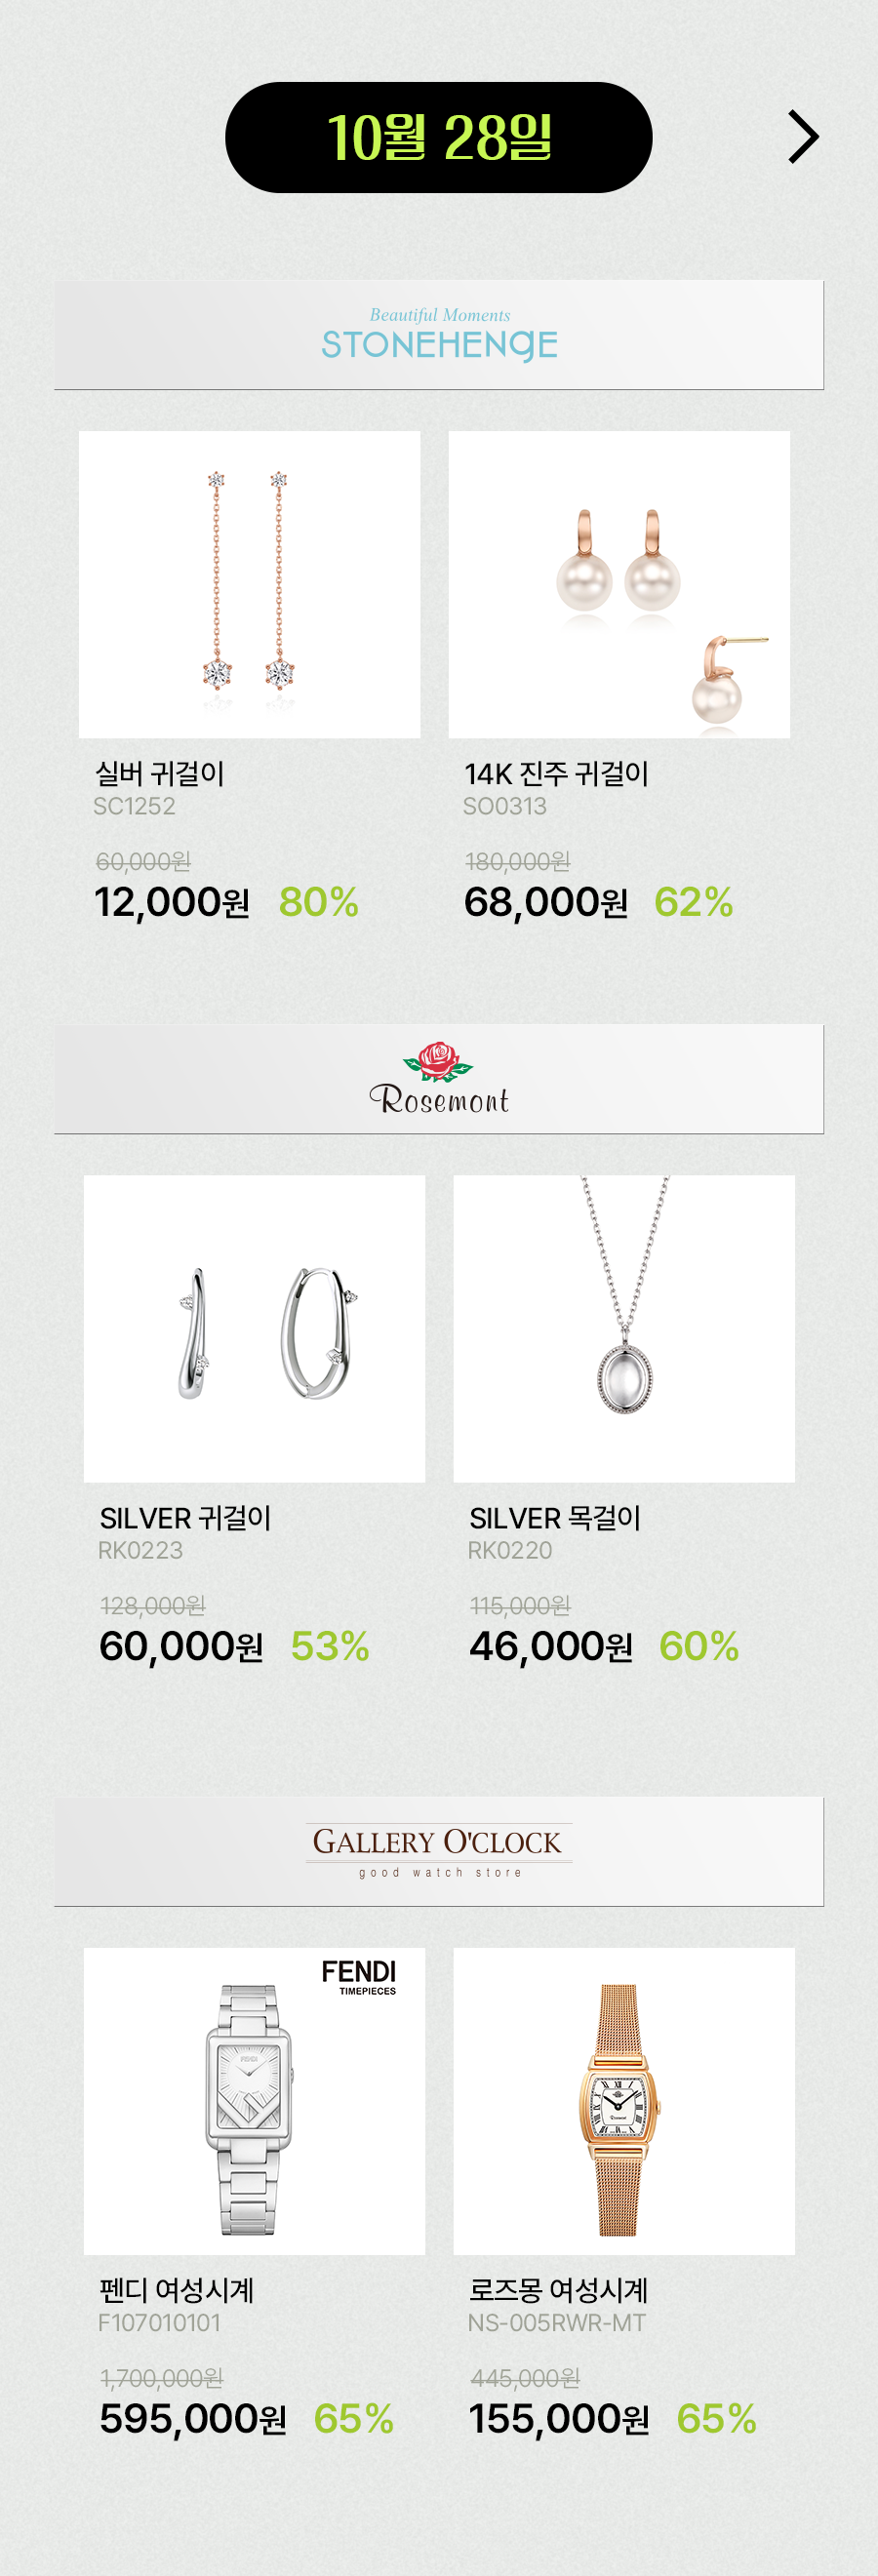 10월 28일
Beautiful Moments
STONEHENgE
실버 귀걸이
SC1252
60,000원
12,000원 80%
14K 진주 귀걸이
SO0313
180,000원
68,000원 62%
Rosemont
SILVER 귀걸이
RK0223
128,000원
60,000원 53%
SILVER 목걸이
RK0220
115,000원
46,000원 60%
GALLERY O'CLOCK
good watch store
FENDI
TIMEPIECES
FENDI
펜디 여성시계
F107010101
1,700,000원
595,000원 65%
Rosemont
로즈몽 여성시계
NS-005RWR-MT
445,000원
155,000원 65%